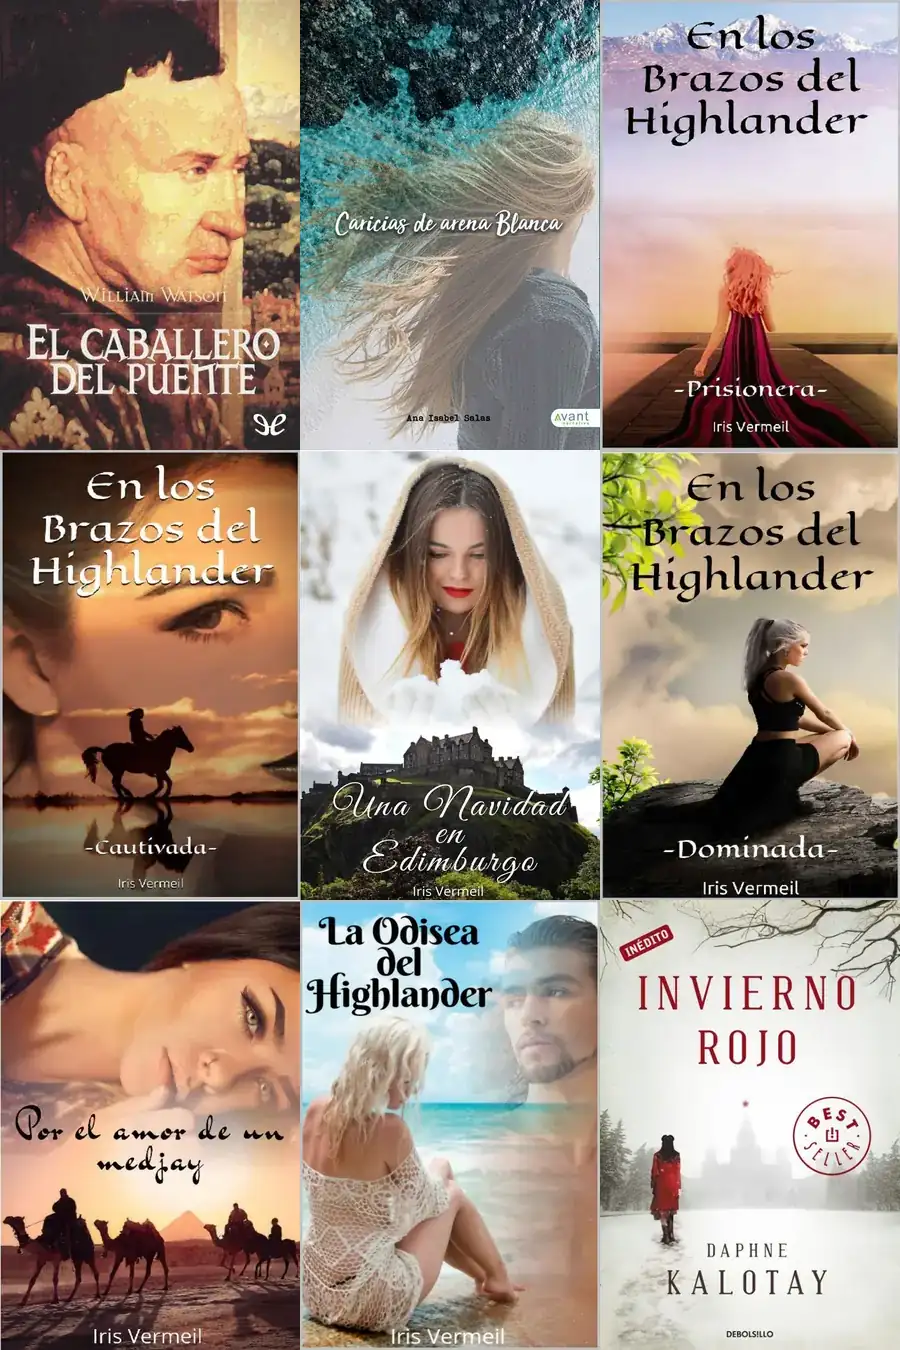 William Watson
EL CABALLERO
DEL PUENTE
Caricias de arena Blanca
Ana Isabel Salas
Avant
En los
Brazos del
Highlander
-Prisionera-
Iris Vermeil
En los
Brazos del
Highlander
-Cautivada-
Iris Vermeil
Una Navidad
en
Edimburgo
Iris Vermeil
En los
Brazos del
Highlander
-Dominada-
Iris Vermeil
Por el amor de un
medjay
Iris Vermeil
La Odisea
del
Highlander
Iris Vermeil
INÉDITO
INVIERNO
ROJO
BEST
SELLER
DAPHNE
KALOTAY
DEBOLS!LLO